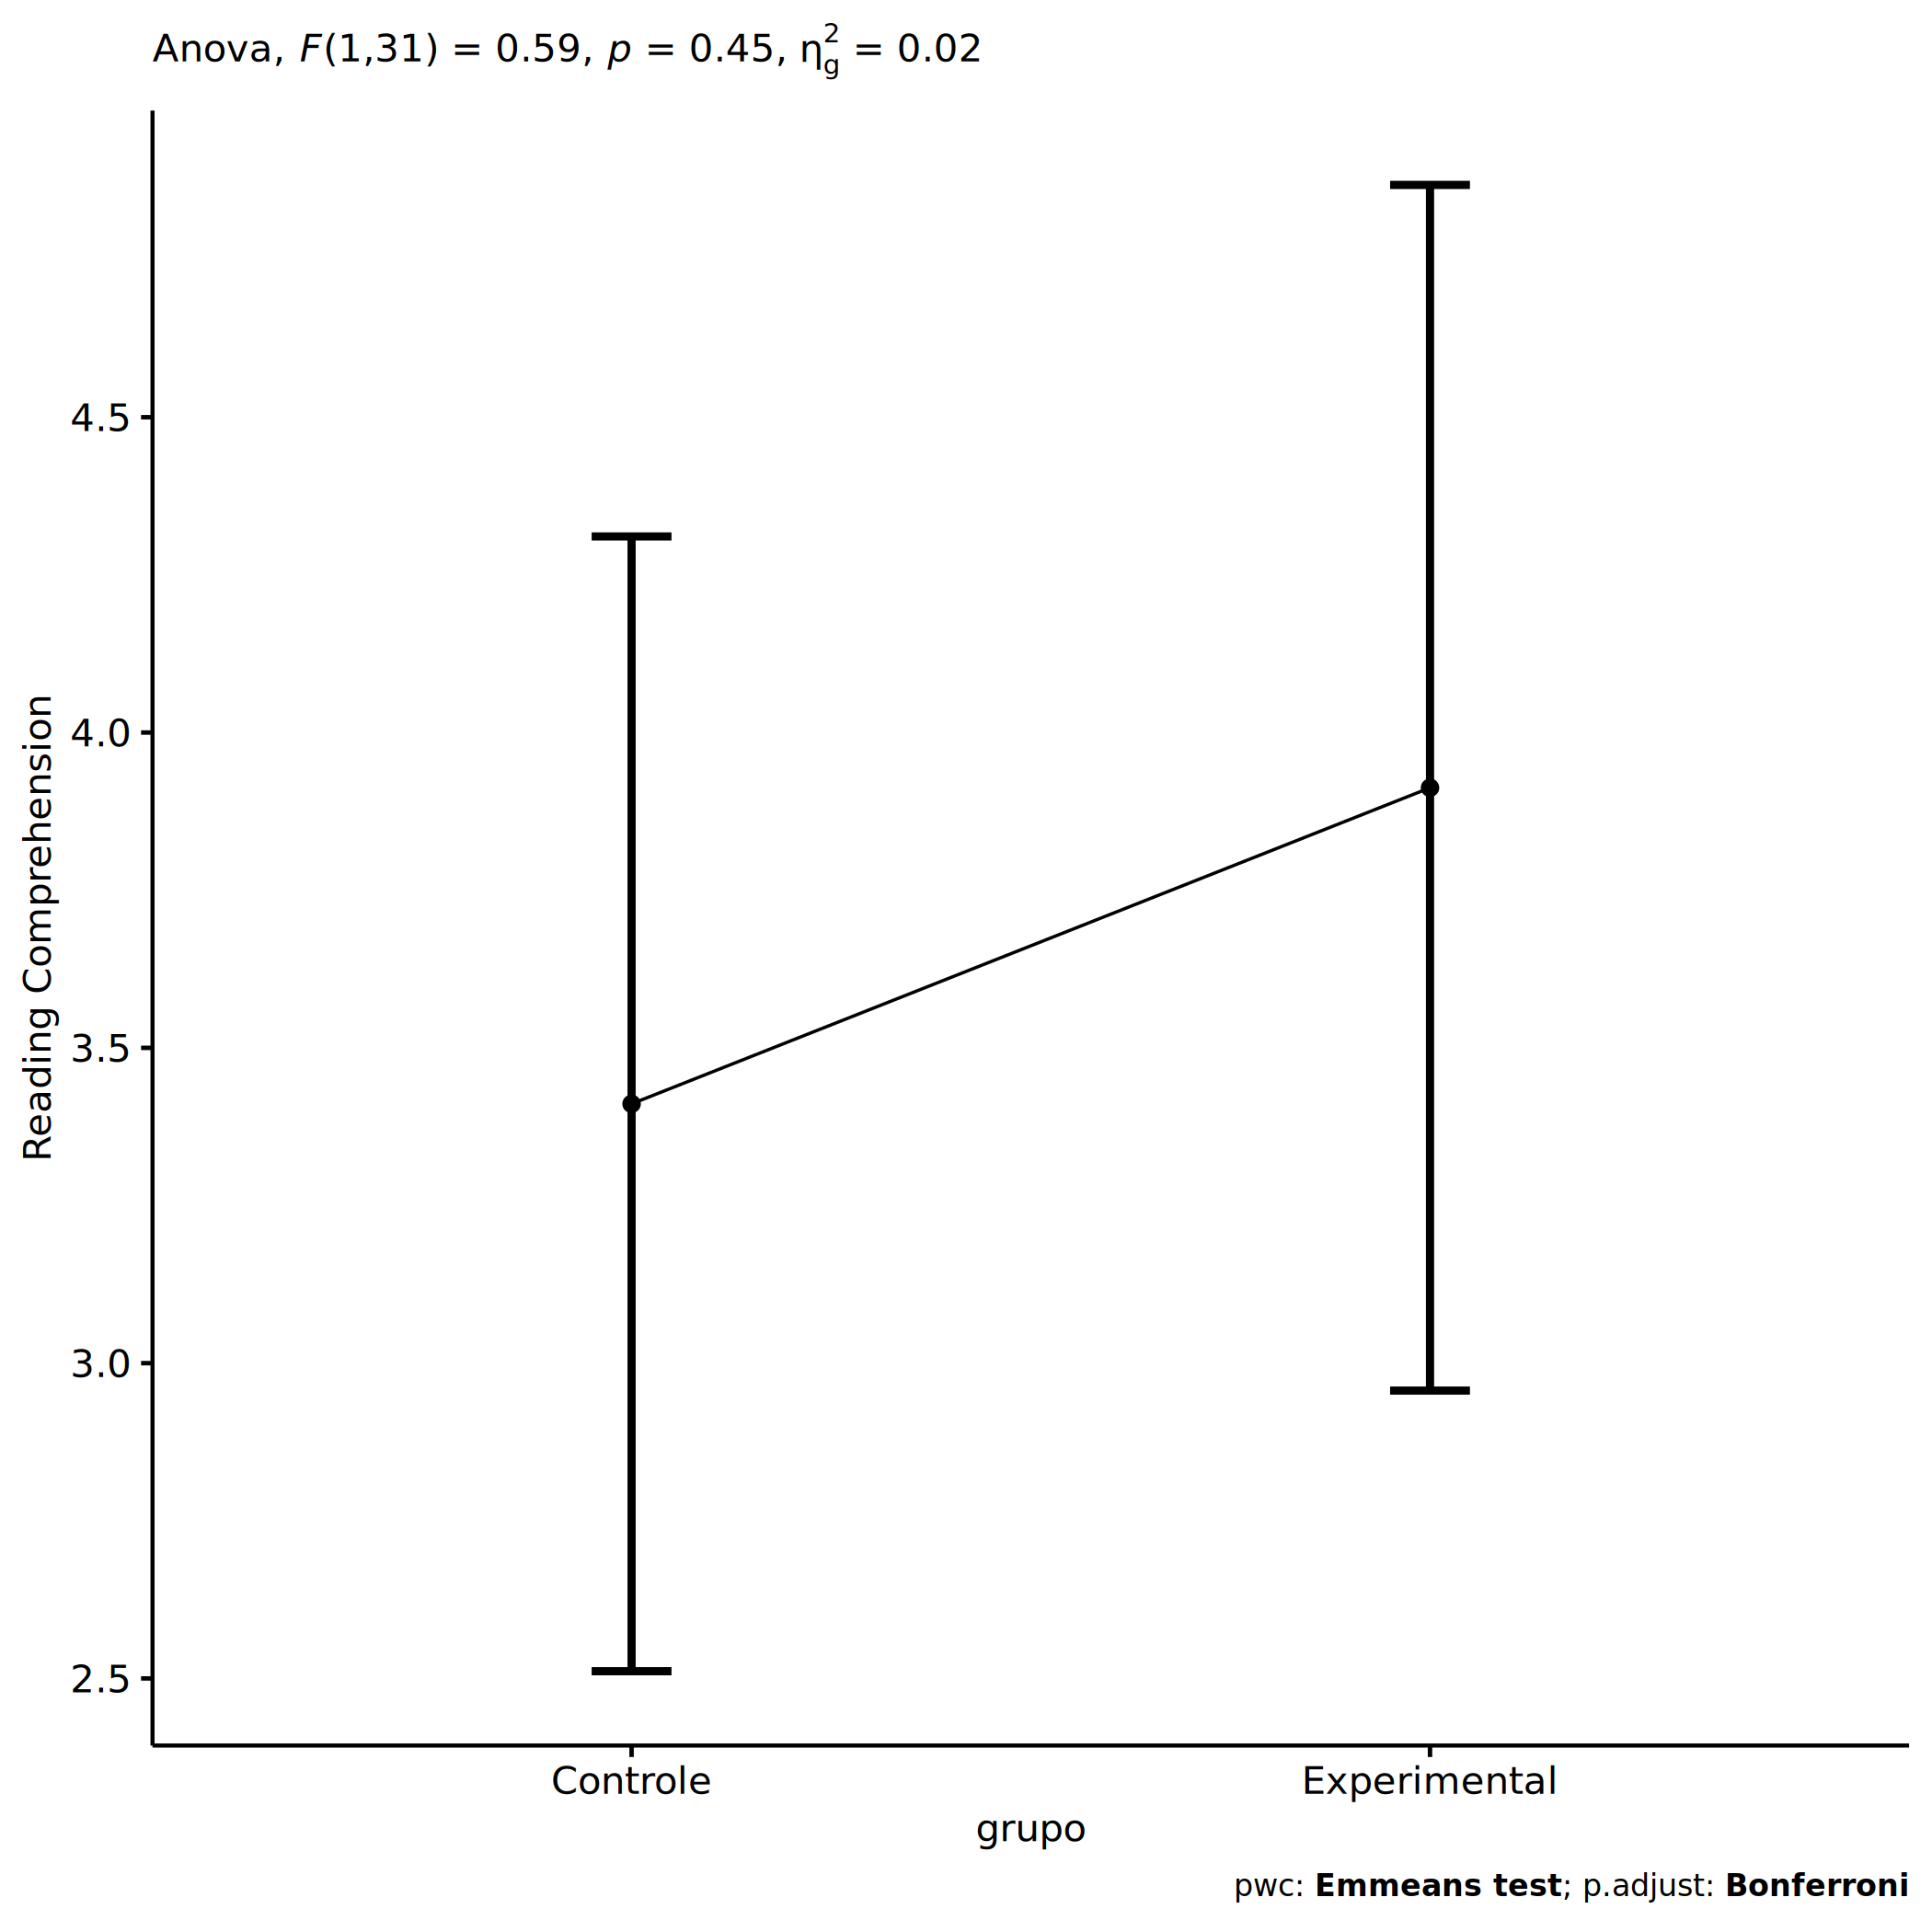 Anova, F(1,31) = 0.59, p = 0.45, η²g = 0.02
Reading Comprehension
4.5
4.0
3.5
3.0
2.5
Controle
Experimental
grupo
pwc: Emmeans test; p.adjust: Bonferroni